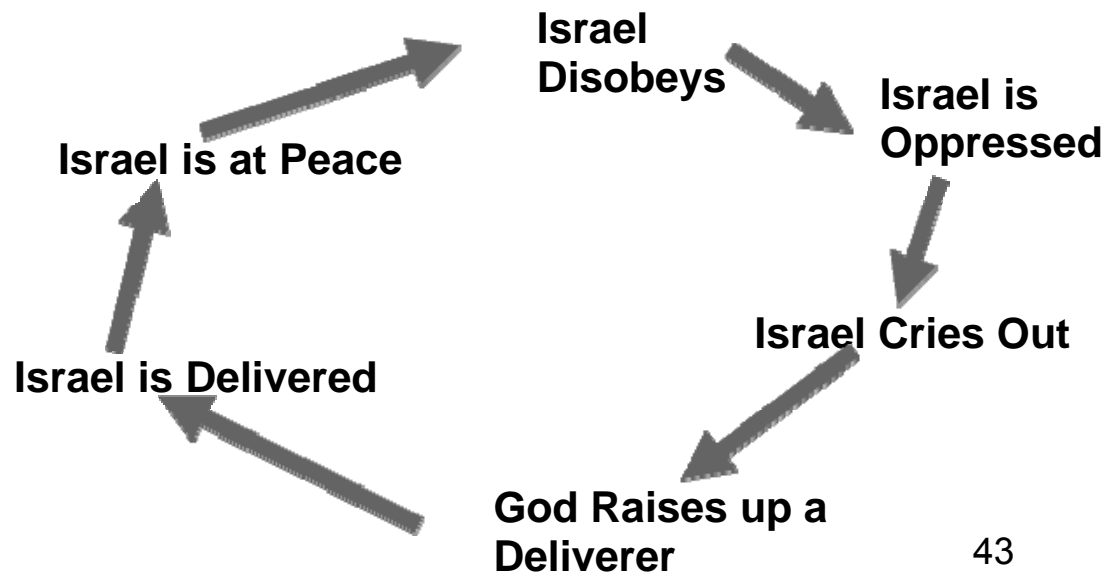 Israel
Disobeys
Israel is
Oppressed
Israel is at Peace
Israel Cries Out
Israel is Delivered
God Raises up a
Deliverer
43